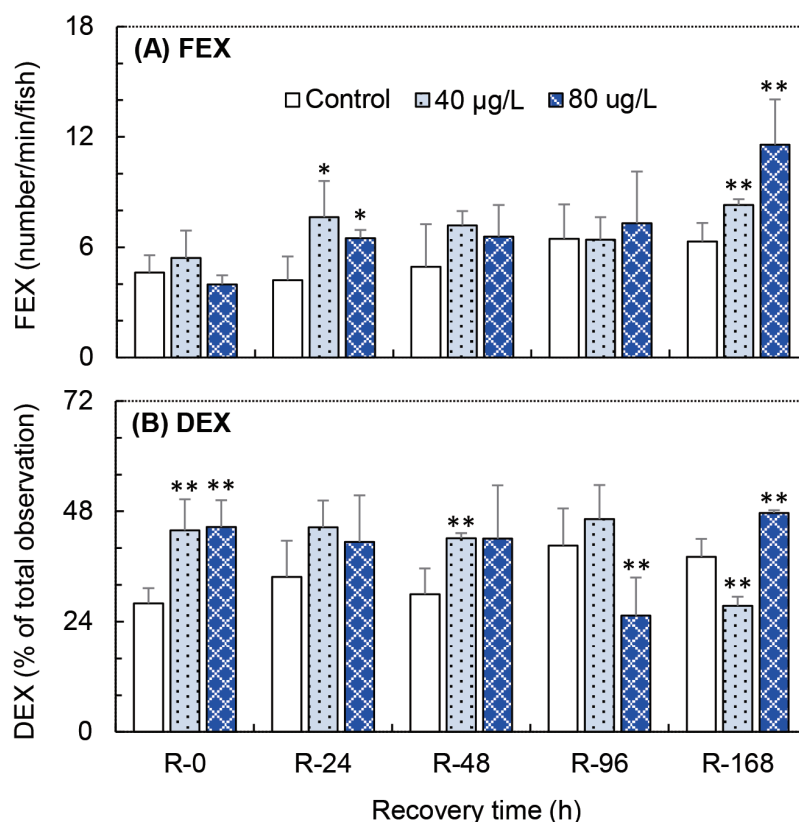 (A) FEX
Control 40 µg/L 80 ug/L
FEX (number/min/fish)
18
12
6
0
* * ** **
(B) DEX
DEX (% of total observation)
72
48
24
0
** ** ** ** ** **
R-0 R-24 R-48 R-96 R-168
Recovery time (h)